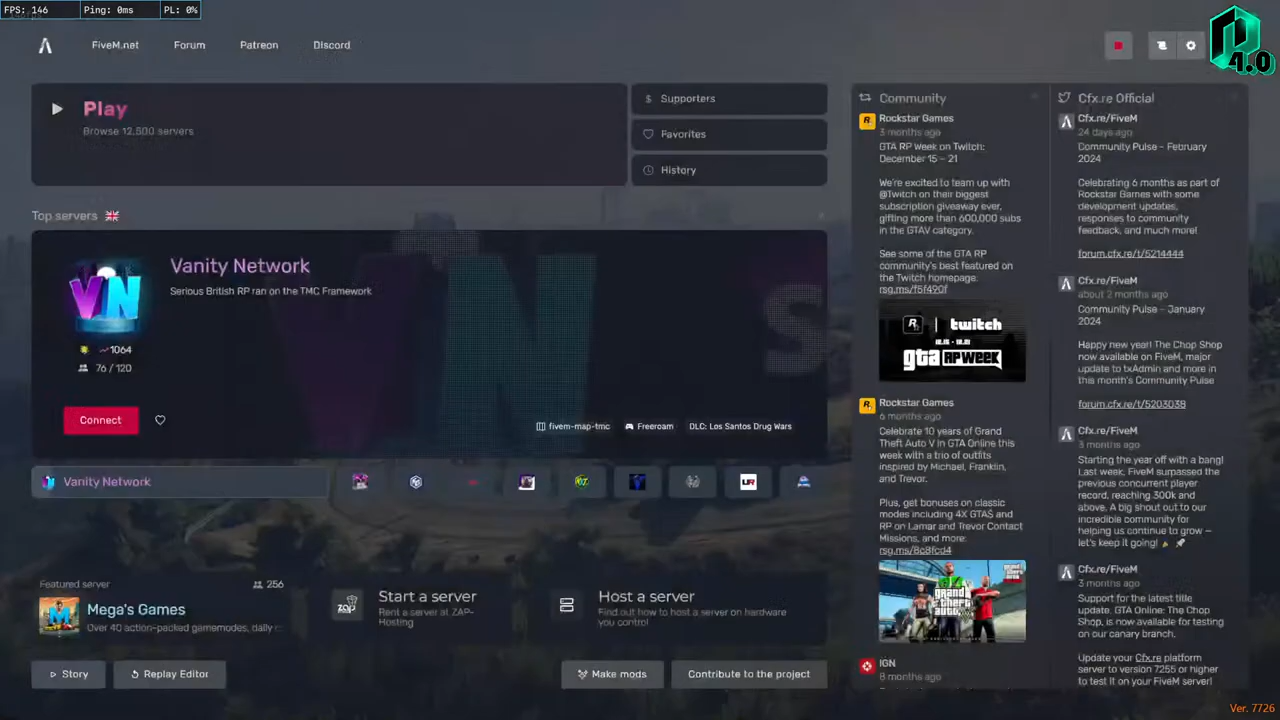 FPS: 146
Ping: 0ms
PL: 0%
FiveM.net
Forum
Patreon
Discord
4.0
Play
Browse 12,800 servers
$ Supporters
Favorites
History
Top servers
Vanity Network
Serious British RP ran on the TMC Framework
VN
1064
76 / 120
Connect
fivem-map-tmc
Freeroam
DLC: Los Santos Drug Wars
Vanity Network
UR
Featured server
256
Mega's Games
Over 40 action-packed gamemodes, daily r
ZAP
Start a server
Rent a server at ZAP-
Hosting
Host a server
Find out how to host a server on hardware
you control!
Story
Replay Editor
Make mods
Contribute to the project
Community
Rockstar Games
3 months ago
GTA RP Week on Twitch:
December 15 – 21
We're excited to team up with
@Twitch on their biggest
subscription giveaway ever,
gifting more than 600,000 subs
in the GTAV category.
See some of the GTA RP
community's best featured on
the Twitch homepage.
rsg.ms/f5f490f
twitch
12.15 - 12.21
gta RP WEEK
Rockstar Games
6 months ago
Celebrate 10 years of Grand
Theft Auto V in GTA Online this
week with a trio of outfits
inspired by Michael, Franklin,
and Trevor.
Plus, get bonuses on classic
modes including 4X GTA$ and
RP on Lamar and Trevor Contact
Missions, and more:
rsg.ms/8c8fcd4
grand
theft
auto
IGN
8 months ago
Cfx.re Official
Cfx.re/FiveM
24 days ago
Community Pulse – February
2024
Celebrating 6 months as part of
Rockstar Games with some
development updates,
responses to community
feedback, and much more!
forum.cfx.re/t/5214444
Cfx.re/FiveM
about 2 months ago
Community Pulse – January
2024
Happy new year! The Chop Shop
now available on FiveM, major
update to txAdmin and more in
this month's Community Pulse
forum.cfx.re/t/5203039
Cfx.re/FiveM
3 months ago
Starting the year off with a bang!
Last week, FiveM surpassed the
previous concurrent player
record, reaching 300k and
above. A big shout out to our
incredible community for
helping us continue to grow —
let's keep it going!
Cfx.re/FiveM
3 months ago
Support for the latest title
update, GTA Online: The Chop
Shop, is now available for testing
on our canary branch.
Update your Cfx.re platform
server to version 7255 or higher
to test it on your FiveM server!
Ver. 7726